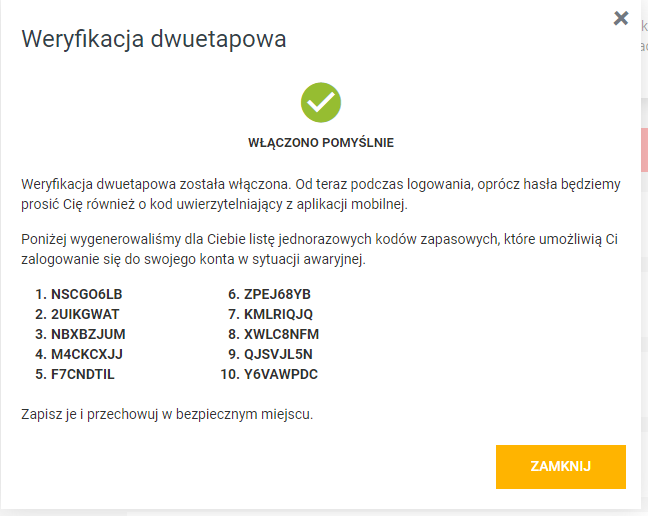 Weryfikacja dwuetapowa
WŁĄCZONO POMYŚLNIE
Weryfikacja dwuetapowa została włączona. Od teraz podczas logowania, oprócz hasła będziemy
prosić Cię również o kod uwierzytelniający z aplikacji mobilnej.
Poniżej wygenerowaliśmy dla Ciebie listę jednorazowych kodów zapasowych, które umożliwią Ci
zalogowanie się do swojego konta w sytuacji awaryjnej.
1. NSCGO6LB
2. 2UIKGWAT
3. NBXBZJUM
4. M4CKCXJJ
5. F7CNDTIL
6. ZPEJ68YB
7. KMLRIQJQ
8. XWLC8NFM
9. QJSVJL5N
10. Y6VAWPDC
Zapisz je i przechowuj w bezpiecznym miejscu.
ZAMKNIJ